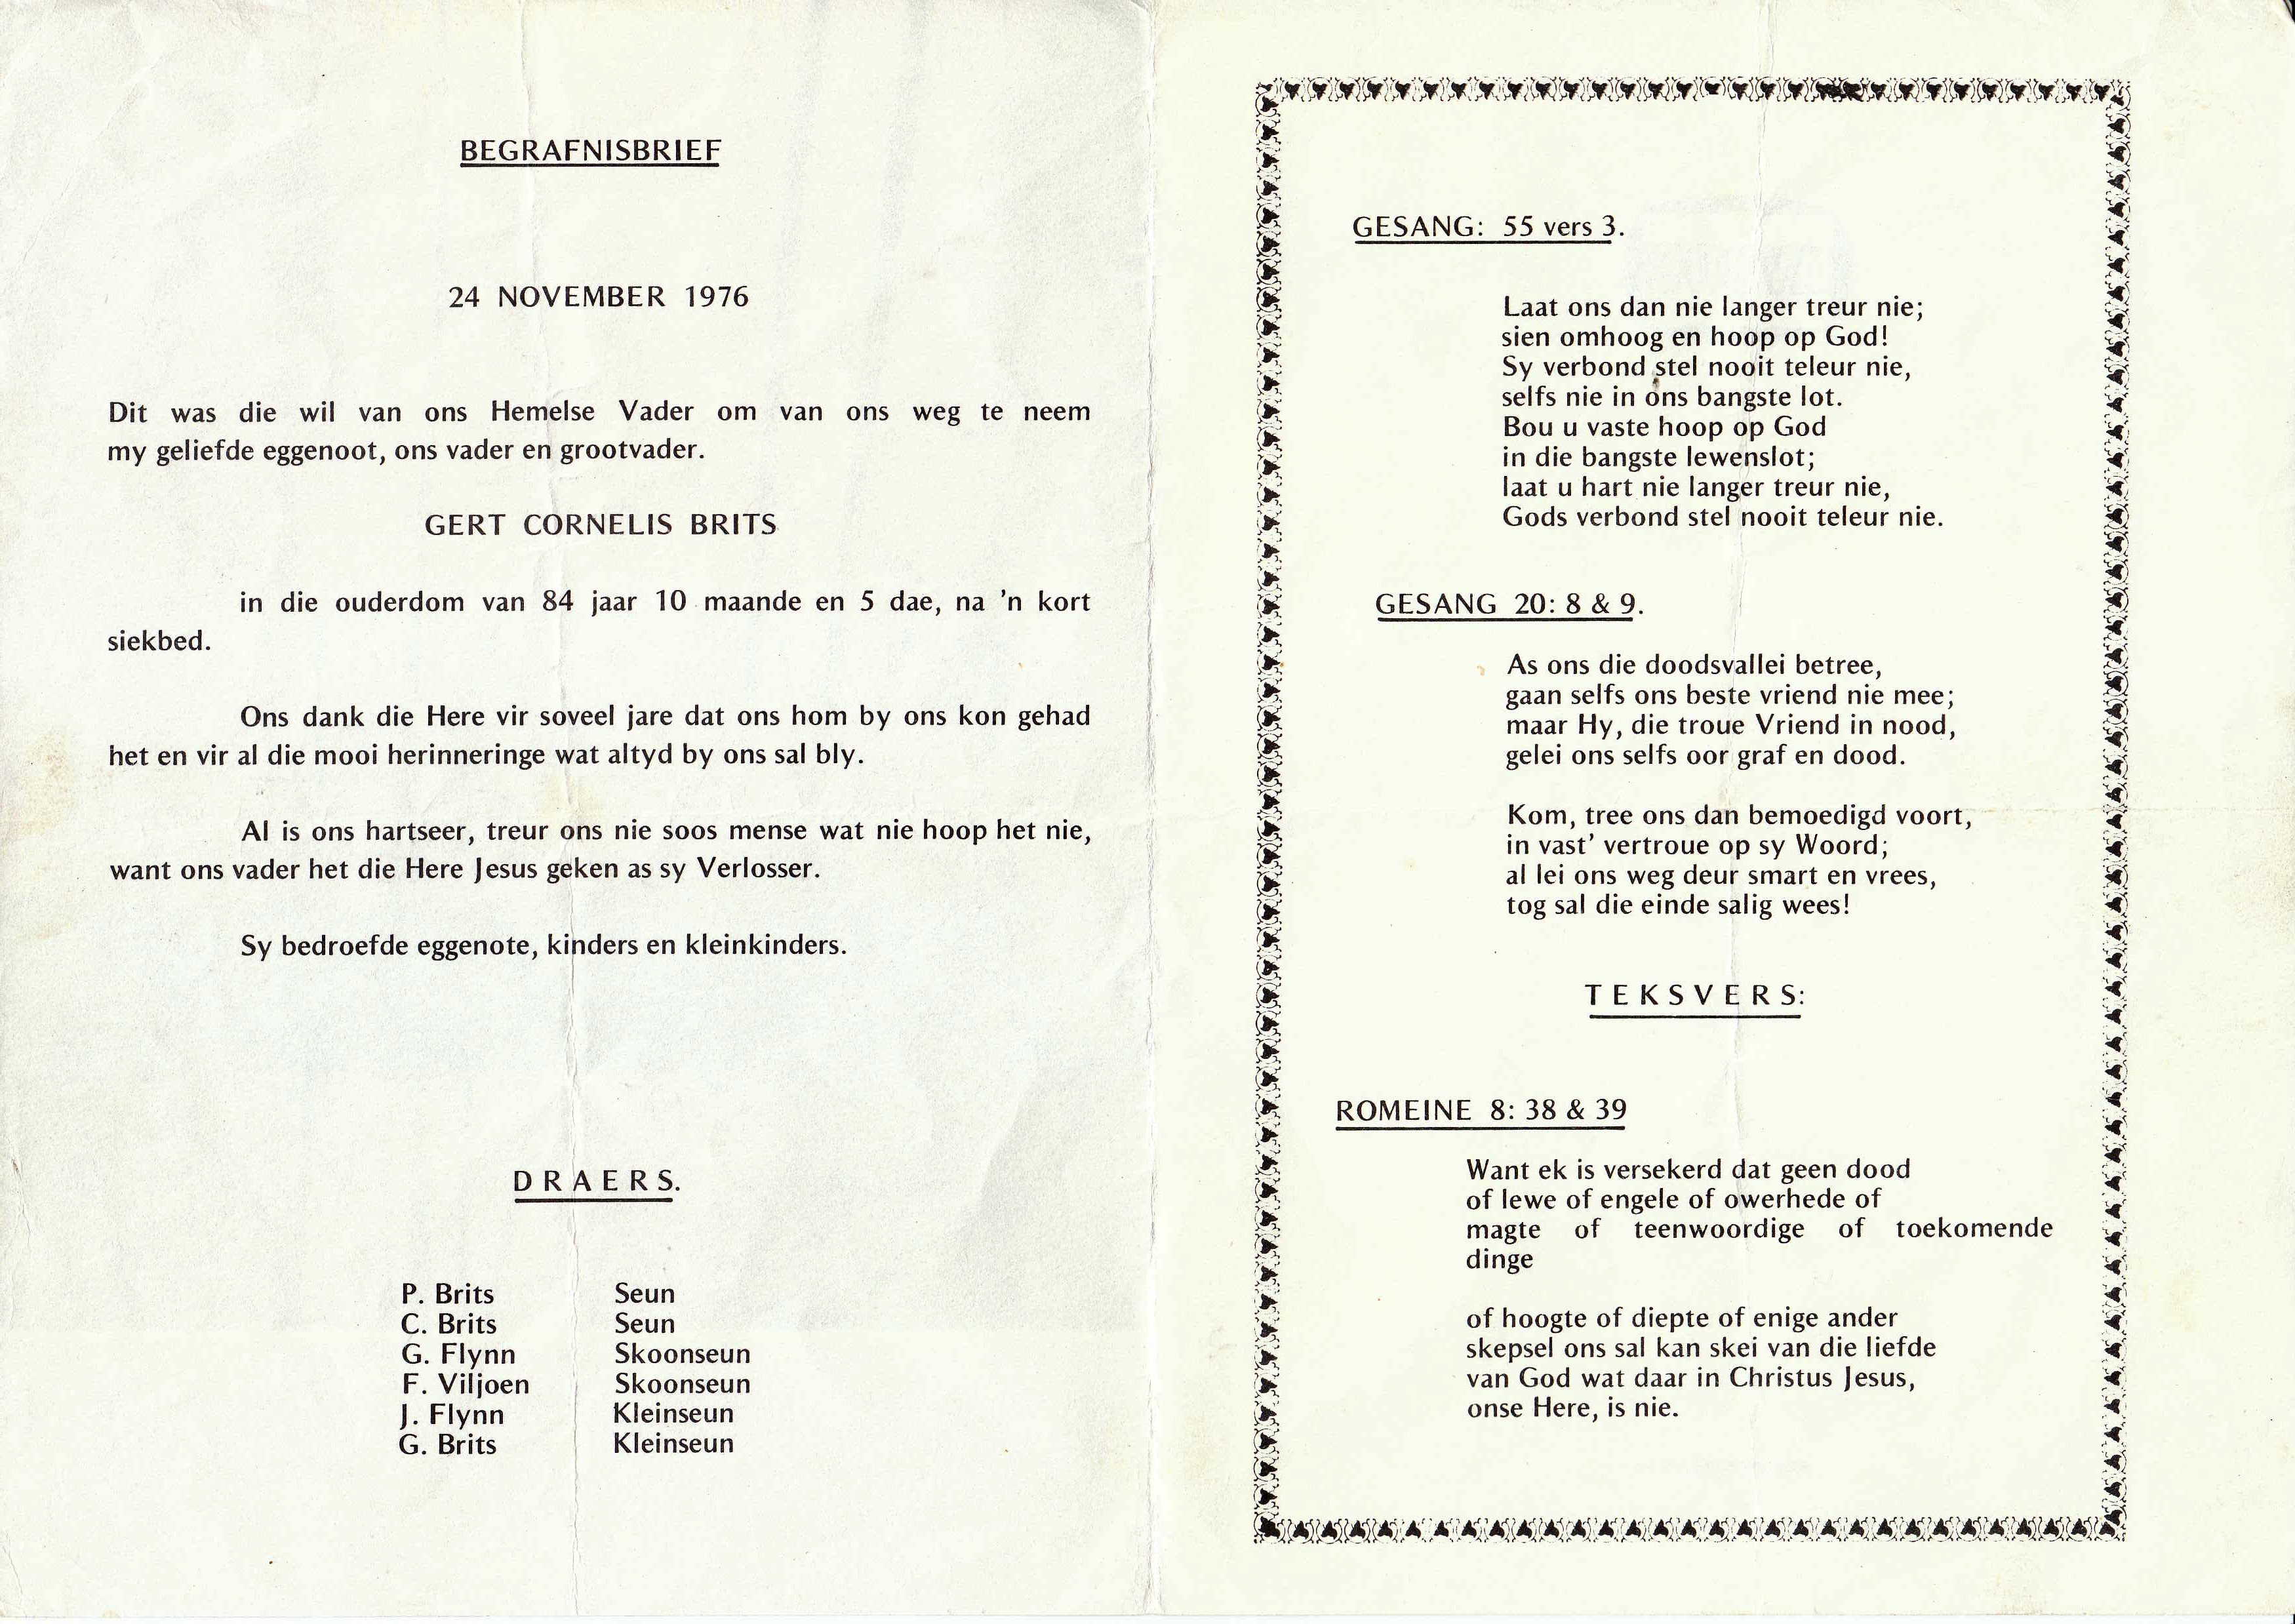 BEGRAFNISBRIEF
24 NOVEMBER 1976
Dit was die wil van ons Hemelse Vader om van ons weg te neem
my geliefde eggenoot, ons vader en grootvader.
GERT CORNELIS BRITS
in die ouderdom van 84 jaar 10 maande en 5 dae, na 'n kort
siekbed.
Ons dank die Here vir soveel jare dat ons hom by ons kon gehad
het en vir al die mooi herinneringe wat altyd by ons sal bly.
Al is ons hartseer, treur ons nie soos mense wat nie hoop het nie,
want ons vader het die Here Jesus geken as sy Verlosser.
Sy bedroefde eggenote, kinders en kleinkinders.
D R A E R S.
P. Brits Seun
C. Brits Seun
G. Flynn Skoonseun
F. Viljoen Skoonseun
J. Flynn Kleinseun
G. Brits Kleinseun
GESANG: 55 vers 3.
Laat ons dan nie langer treur nie;
sien omhoog en hoop op God!
Sy verbond stel nooit teleur nie,
selfs nie in ons bangste lot.
Bou u vaste hoop op God
in die bangste lewenslot;
laat u hart nie langer treur nie,
Gods verbond stel nooit teleur nie.
GESANG 20: 8 & 9.
As ons die doodsvallei betree,
gaan selfs ons beste vriend nie mee;
maar Hy, die troue Vriend in nood,
gelei ons selfs oor graf en dood.
Kom, tree ons dan bemoedigd voort,
in vast' vertroue op sy Woord;
al lei ons weg deur smart en vrees,
tog sal die einde salig wees!
T E K S V E R S:
ROMEINE 8: 38 & 39
Want ek is versekerd dat geen dood
of lewe of engele of owerhede of
magte of teenwoordige of toekomende
dinge
of hoogte of diepte of enige ander
skepsel ons sal kan skei van die liefde
van God wat daar in Christus Jesus,
onse Here, is nie.